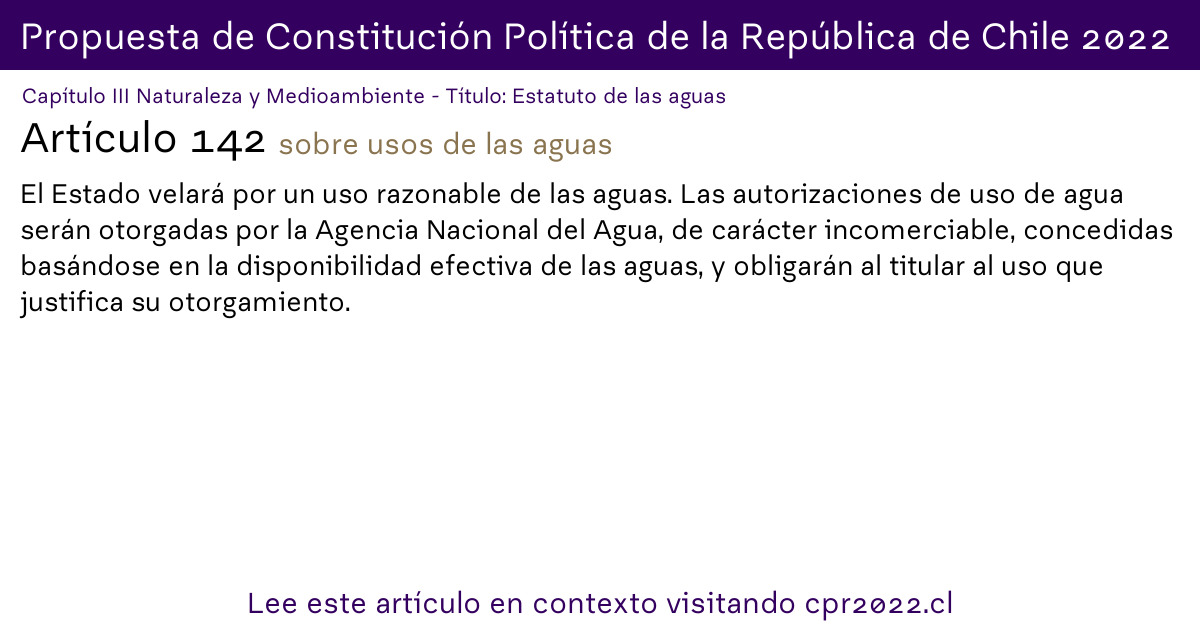 Propuesta de Constitución Política de la República de Chile 2022
Capítulo III Naturaleza y Medioambiente - Título: Estatuto de las aguas
Artículo 142 sobre usos de las aguas
El Estado velará por un uso razonable de las aguas. Las autorizaciones de uso de agua
serán otorgadas por la Agencia Nacional del Agua, de carácter incomerciable, concedidas
basándose en la disponibilidad efectiva de las aguas, y obligarán al titular al uso que
justifica su otorgamiento.
Lee este artículo en contexto visitando cpr2022.cl